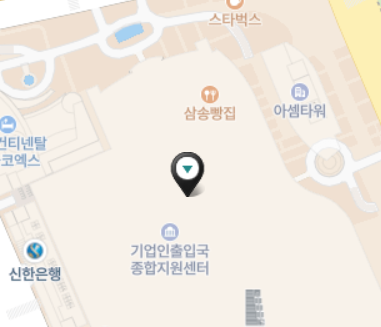 스타벅스
삼송빵집
아셈타워
컨티넨탈
코엑스
기업인출입국
종합지원센터
신한은행